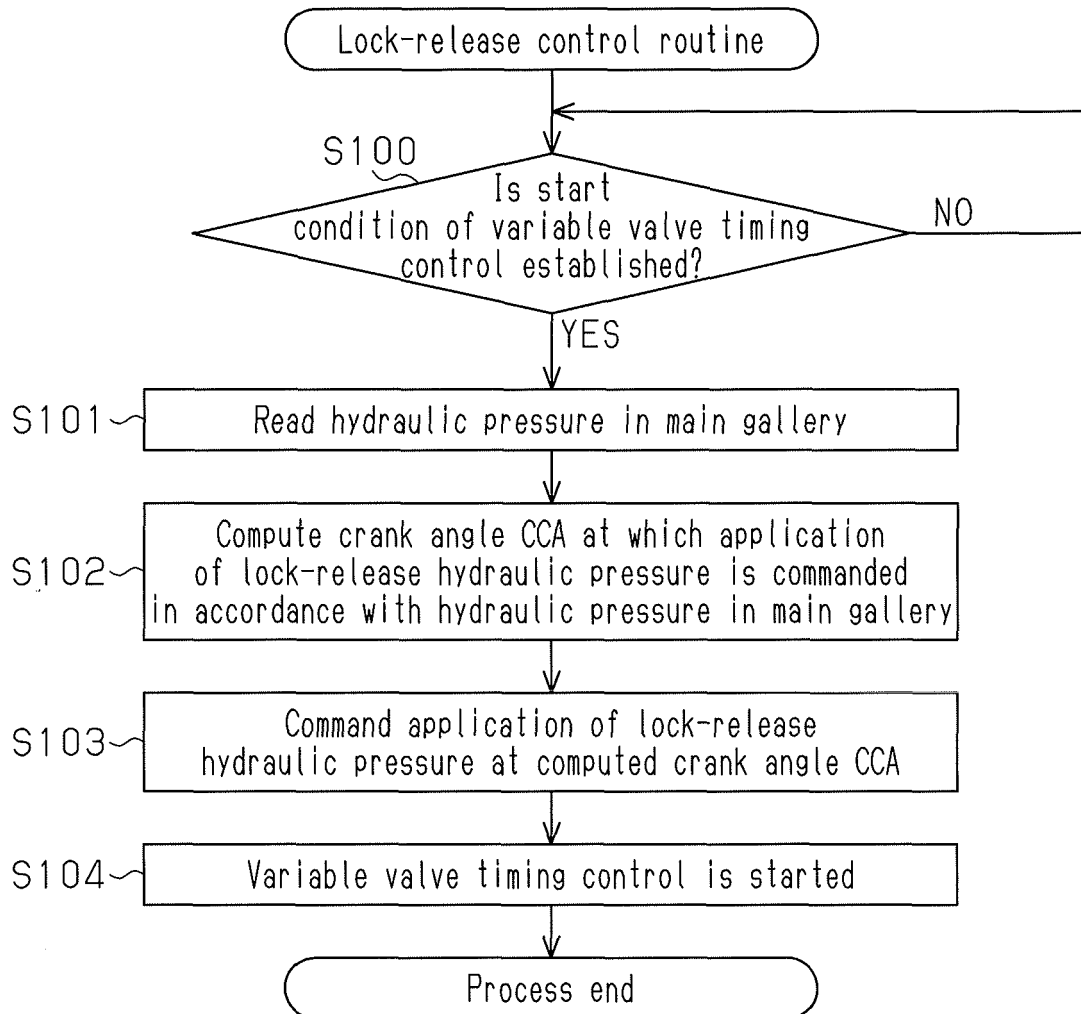 Lock-release control routine
S100
Is start
condition of variable valve timing
control established?
NO
YES
S101
Read hydraulic pressure in main gallery
S102
Compute crank angle CCA at which application
of lock-release hydraulic pressure is commanded
in accordance with hydraulic pressure in main gallery
S103
Command application of lock-release
hydraulic pressure at computed crank angle CCA
S104
Variable valve timing control is started
Process end